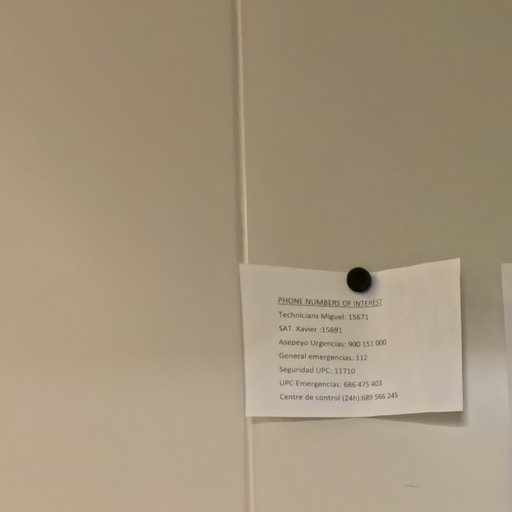 PHONE NUMBERS OF INTEREST
Technicians Miguel: 15671
SAT Xavier :15691
Asepeyo Urgencias: 900 151 000
General emergencies: 112
Seguridad UPC: 11710
UPC Emergencias: 686 475 403
Centre de control (24h):689 566 245